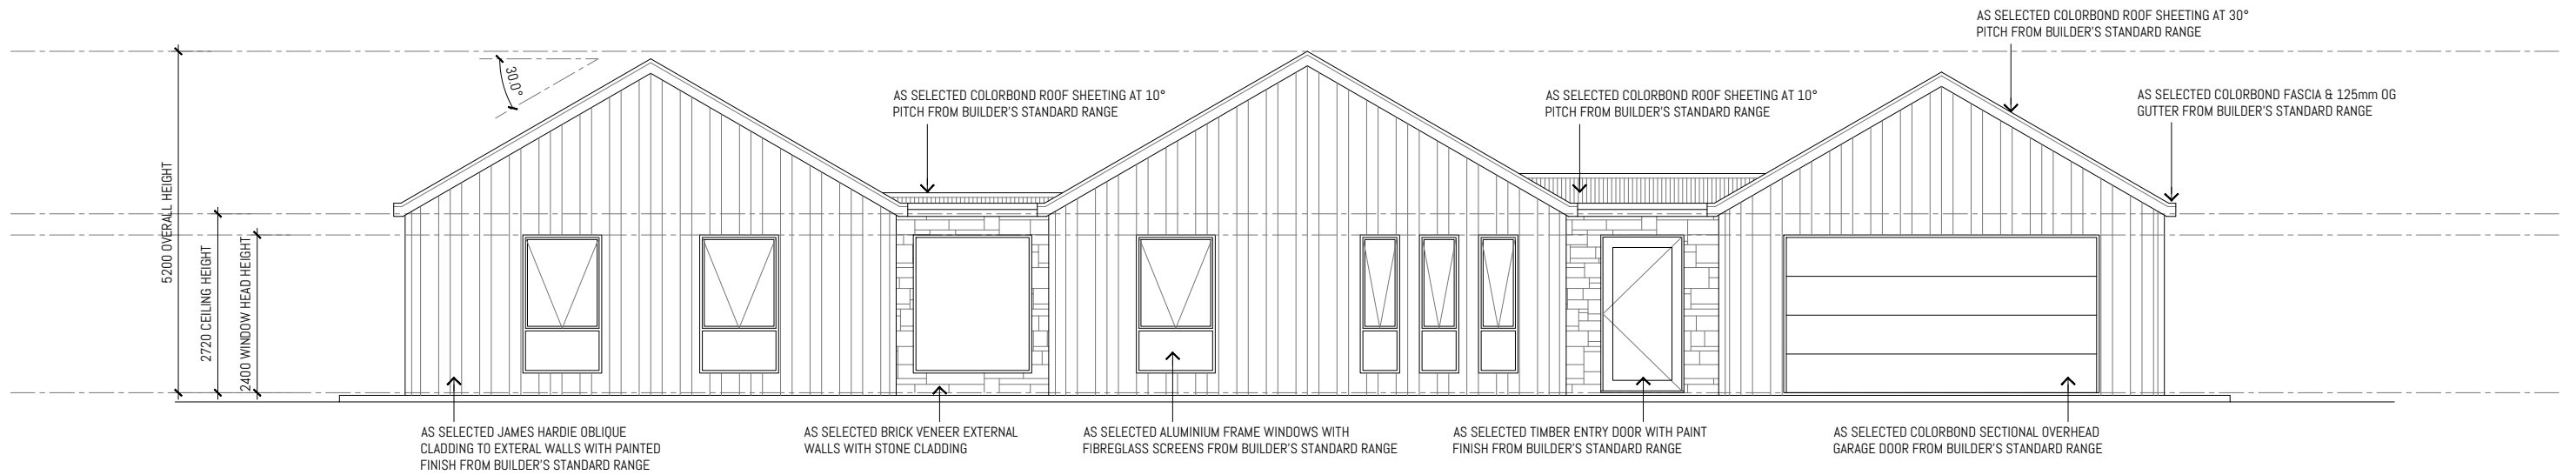 AS SELECTED COLORBOND ROOF SHEETING AT 30°
PITCH FROM BUILDER'S STANDARD RANGE
30.0°
AS SELECTED COLORBOND ROOF SHEETING AT 10°
PITCH FROM BUILDER'S STANDARD RANGE
AS SELECTED COLORBOND ROOF SHEETING AT 10°
PITCH FROM BUILDER'S STANDARD RANGE
AS SELECTED COLORBOND FASCIA & 125mm OG
GUTTER FROM BUILDER'S STANDARD RANGE
5200 OVERALL HEIGHT
2720 CEILING HEIGHT
2400 WINDOW HEAD HEIGHT
AS SELECTED JAMES HARDIE OBLIQUE
CLADDING TO EXTERAL WALLS WITH PAINTED
FINISH FROM BUILDER'S STANDARD RANGE
AS SELECTED BRICK VENEER EXTERNAL
WALLS WITH STONE CLADDING
AS SELECTED ALUMINIUM FRAME WINDOWS WITH
FIBREGLASS SCREENS FROM BUILDER'S STANDARD RANGE
AS SELECTED TIMBER ENTRY DOOR WITH PAINT
FINISH FROM BUILDER'S STANDARD RANGE
AS SELECTED COLORBOND SECTIONAL OVERHEAD
GARAGE DOOR FROM BUILDER'S STANDARD RANGE